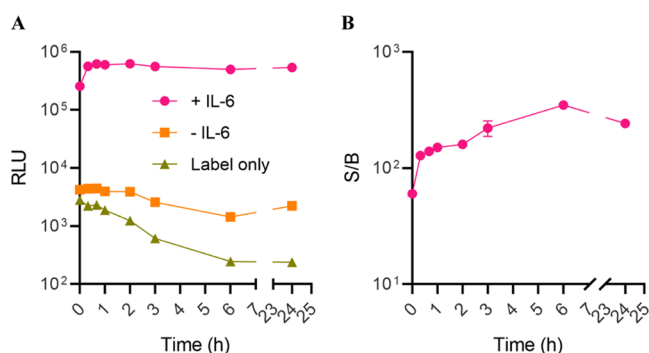 A
B
10⁶
10⁵
10⁴
10³
10²
RLU
+ IL-6
- IL-6
Label only
0 1 2 3 4 5 6 7 23 24 25
Time (h)
10³
10²
10¹
S/B
0 1 2 3 4 5 6 7 23 24 25
Time (h)